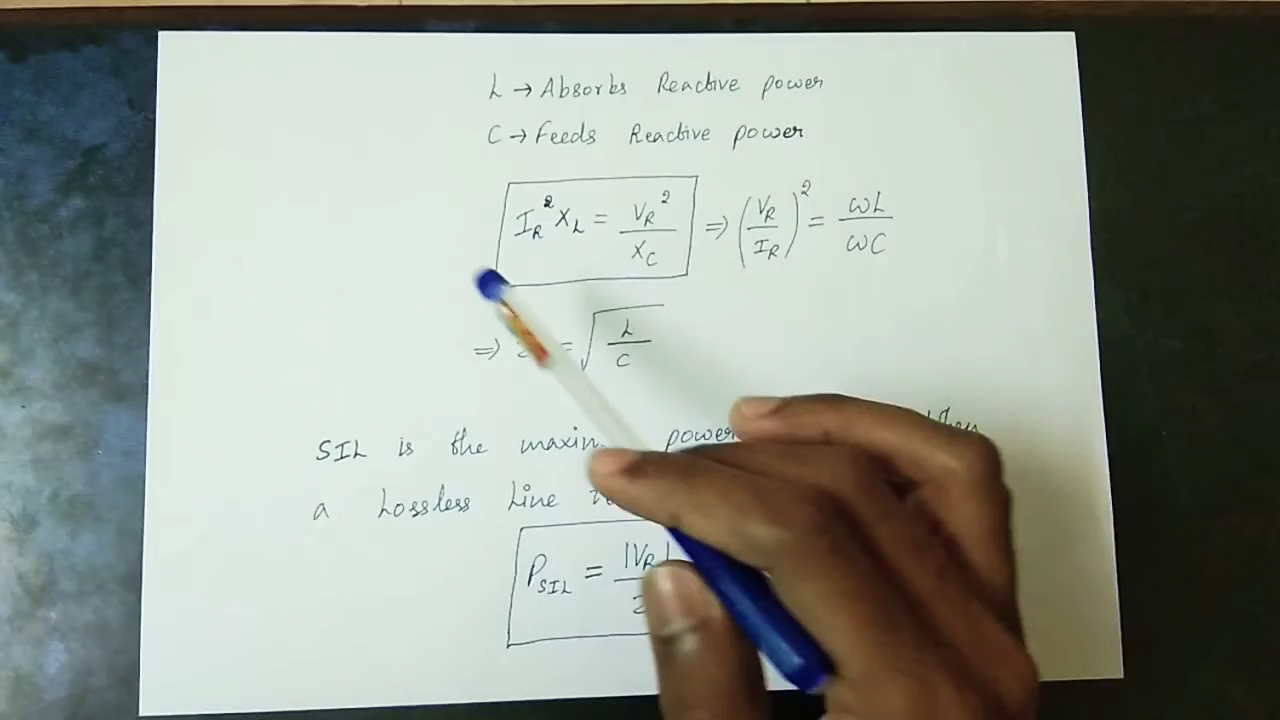 L → Absorbs Reactive power
C → Feeds Reactive power
I_R^2 X_L = V_R^2 / X_C ⇒ (V_R / I_R)^2 = ωL / ωC
⇒ = √(L / C)
SIL is the power
a Lossless Line
P_SIL = |V_R|